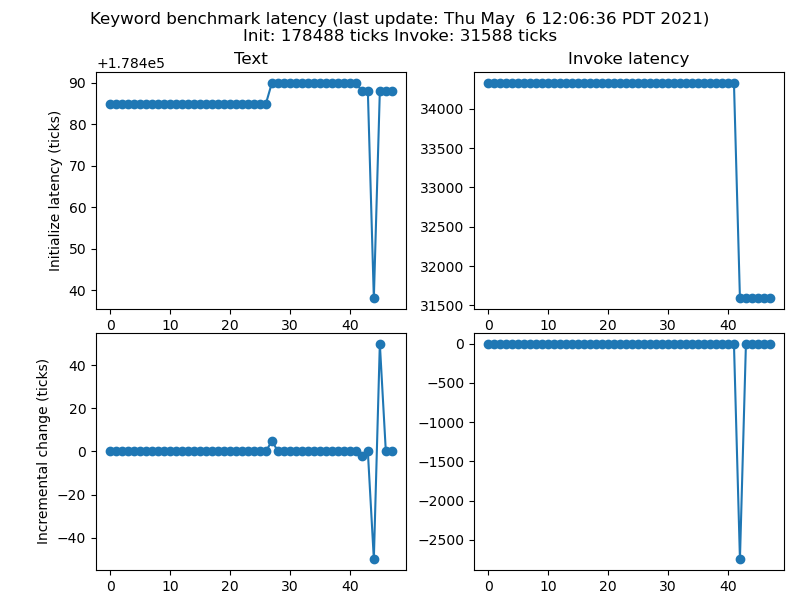 Keyword benchmark latency (last update: Thu May  6 12:06:36 PDT 2021)
Init: 178488 ticks Invoke: 31588 ticks
Text
+1.784e5
Initialize latency (ticks)
90
80
70
60
50
40
0 10 20 30 40
Invoke latency
34000
33500
33000
32500
32000
31500
0 10 20 30 40
Incremental change (ticks)
40
20
0
−20
−40
0 10 20 30 40
0
−500
−1000
−1500
−2000
−2500
0 10 20 30 40